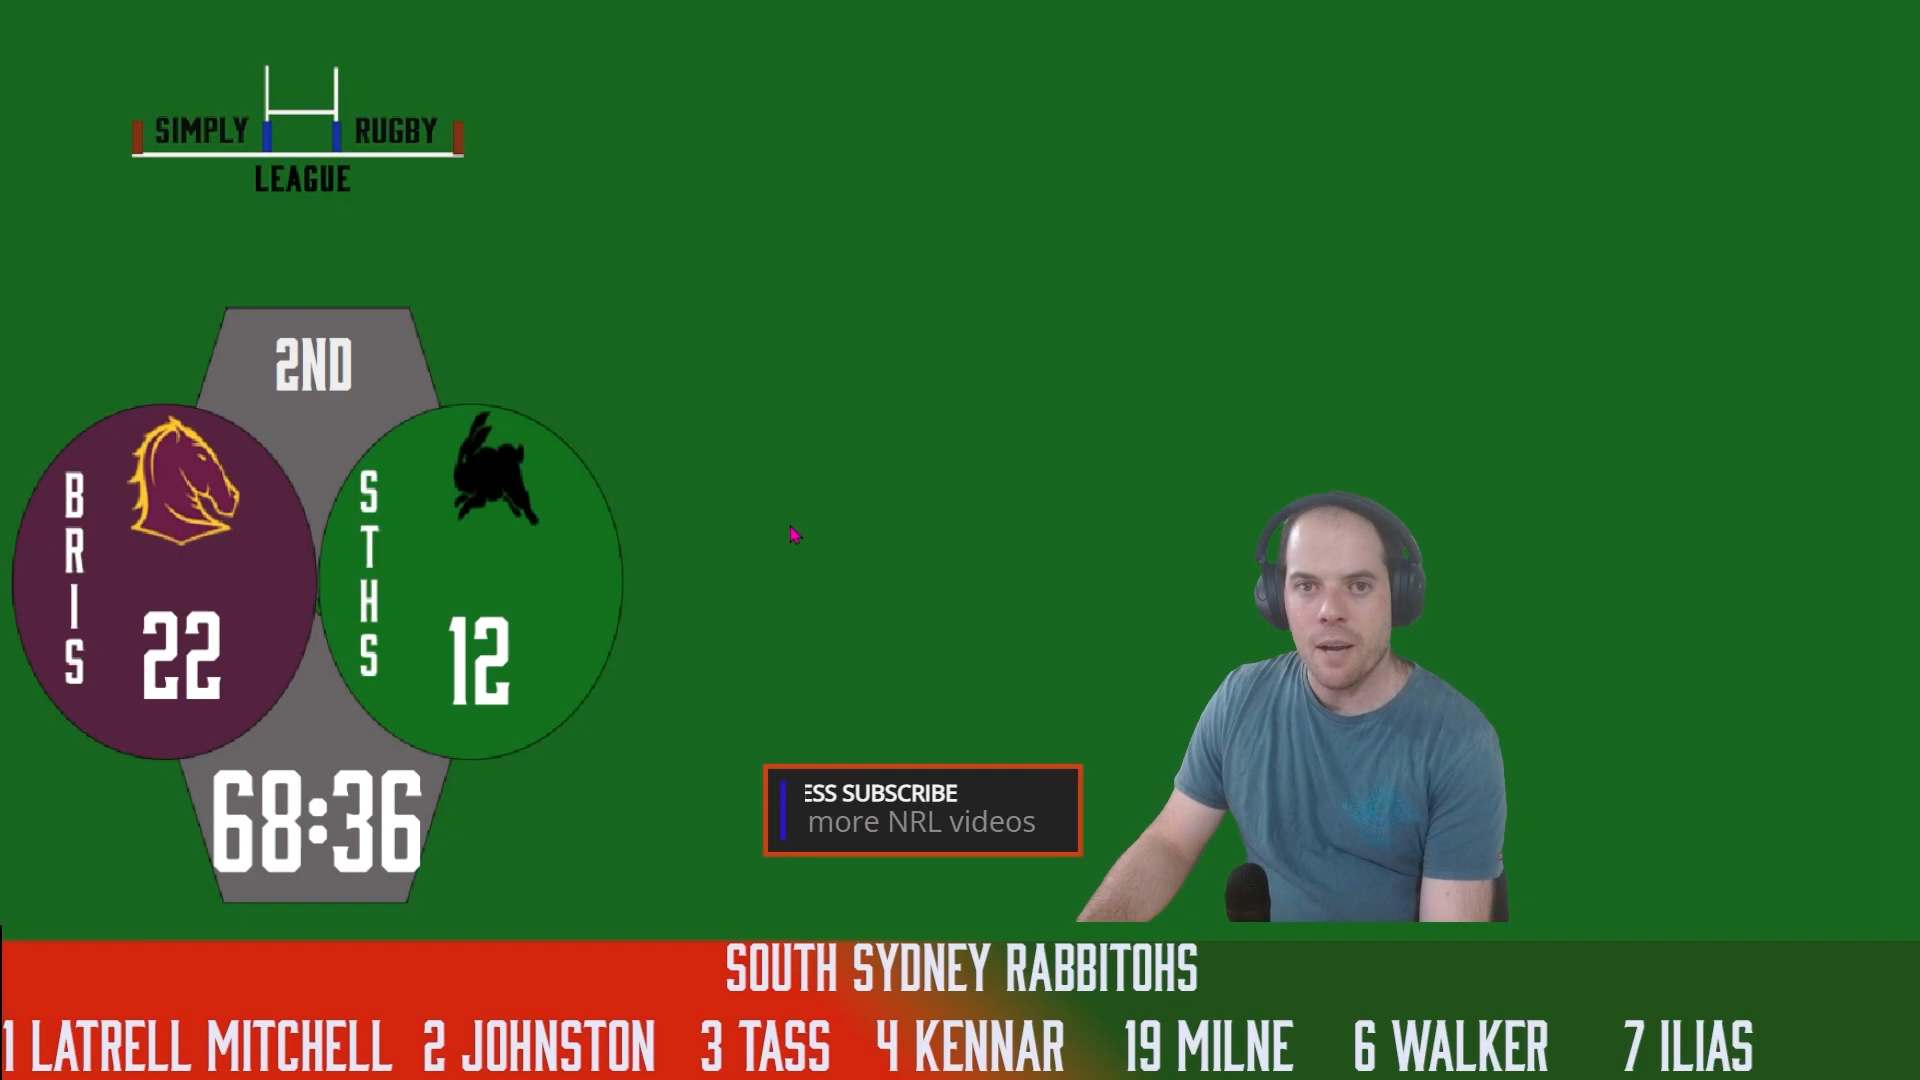 SIMPLY RUGBY
LEAGUE
2ND
BRIS
STHS
22
12
68:36
ESS SUBSCRIBE
more NRL videos
SOUTH SYDNEY RABBITOHS
1 LATRELL MITCHELL 2 JOHNSTON 3 TASS 4 KENNAR 19 MILNE 6 WALKER 7 ILIAS